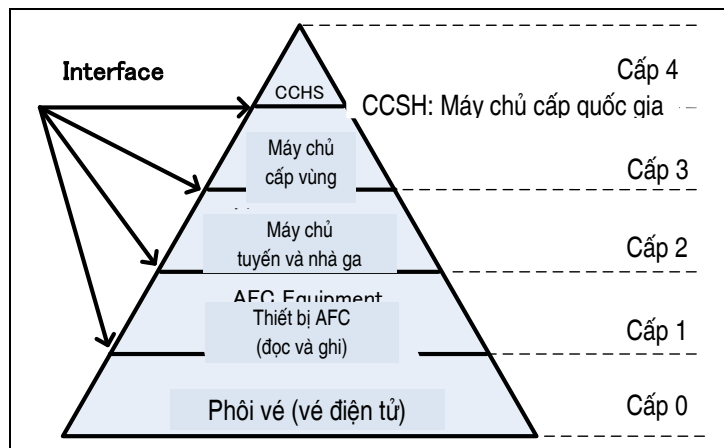 Interface
Cấp 4
CCHS
CCSH: Máy chủ cấp quốc gia
Máy chủ
cấp vùng
Cấp 3
Máy chủ
tuyến và nhà ga
Cấp 2
AFC Equipment
Thiết bị AFC
(đọc và ghi)
Cấp 1
Phôi vé (vé điện tử)
Cấp 0